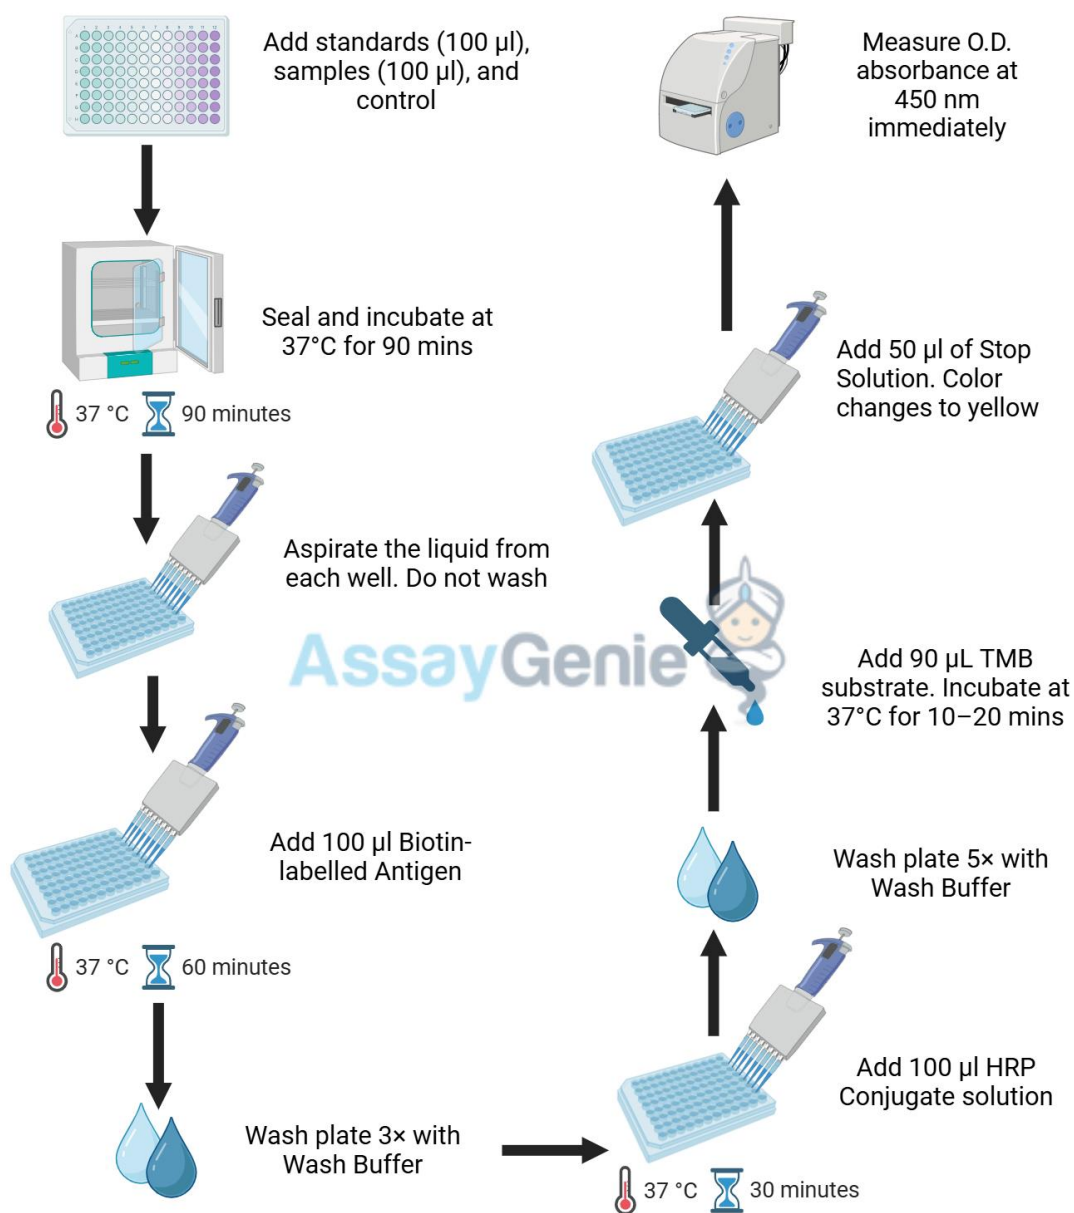 Add standards (100 µl),
samples (100 µl), and
control
Seal and incubate at
37°C for 90 mins
37 °C 90 minutes
Aspirate the liquid from
each well. Do not wash
Add 100 µl Biotin-
labelled Antigen
37 °C 60 minutes
Wash plate 3× with
Wash Buffer
Add 100 µl HRP
Conjugate solution
37 °C 30 minutes
Wash plate 5× with
Wash Buffer
Add 90 µL TMB
substrate. Incubate at
37°C for 10–20 mins
Add 50 µl of Stop
Solution. Color
changes to yellow
Measure O.D.
absorbance at
450 nm
immediately
AssayGenie